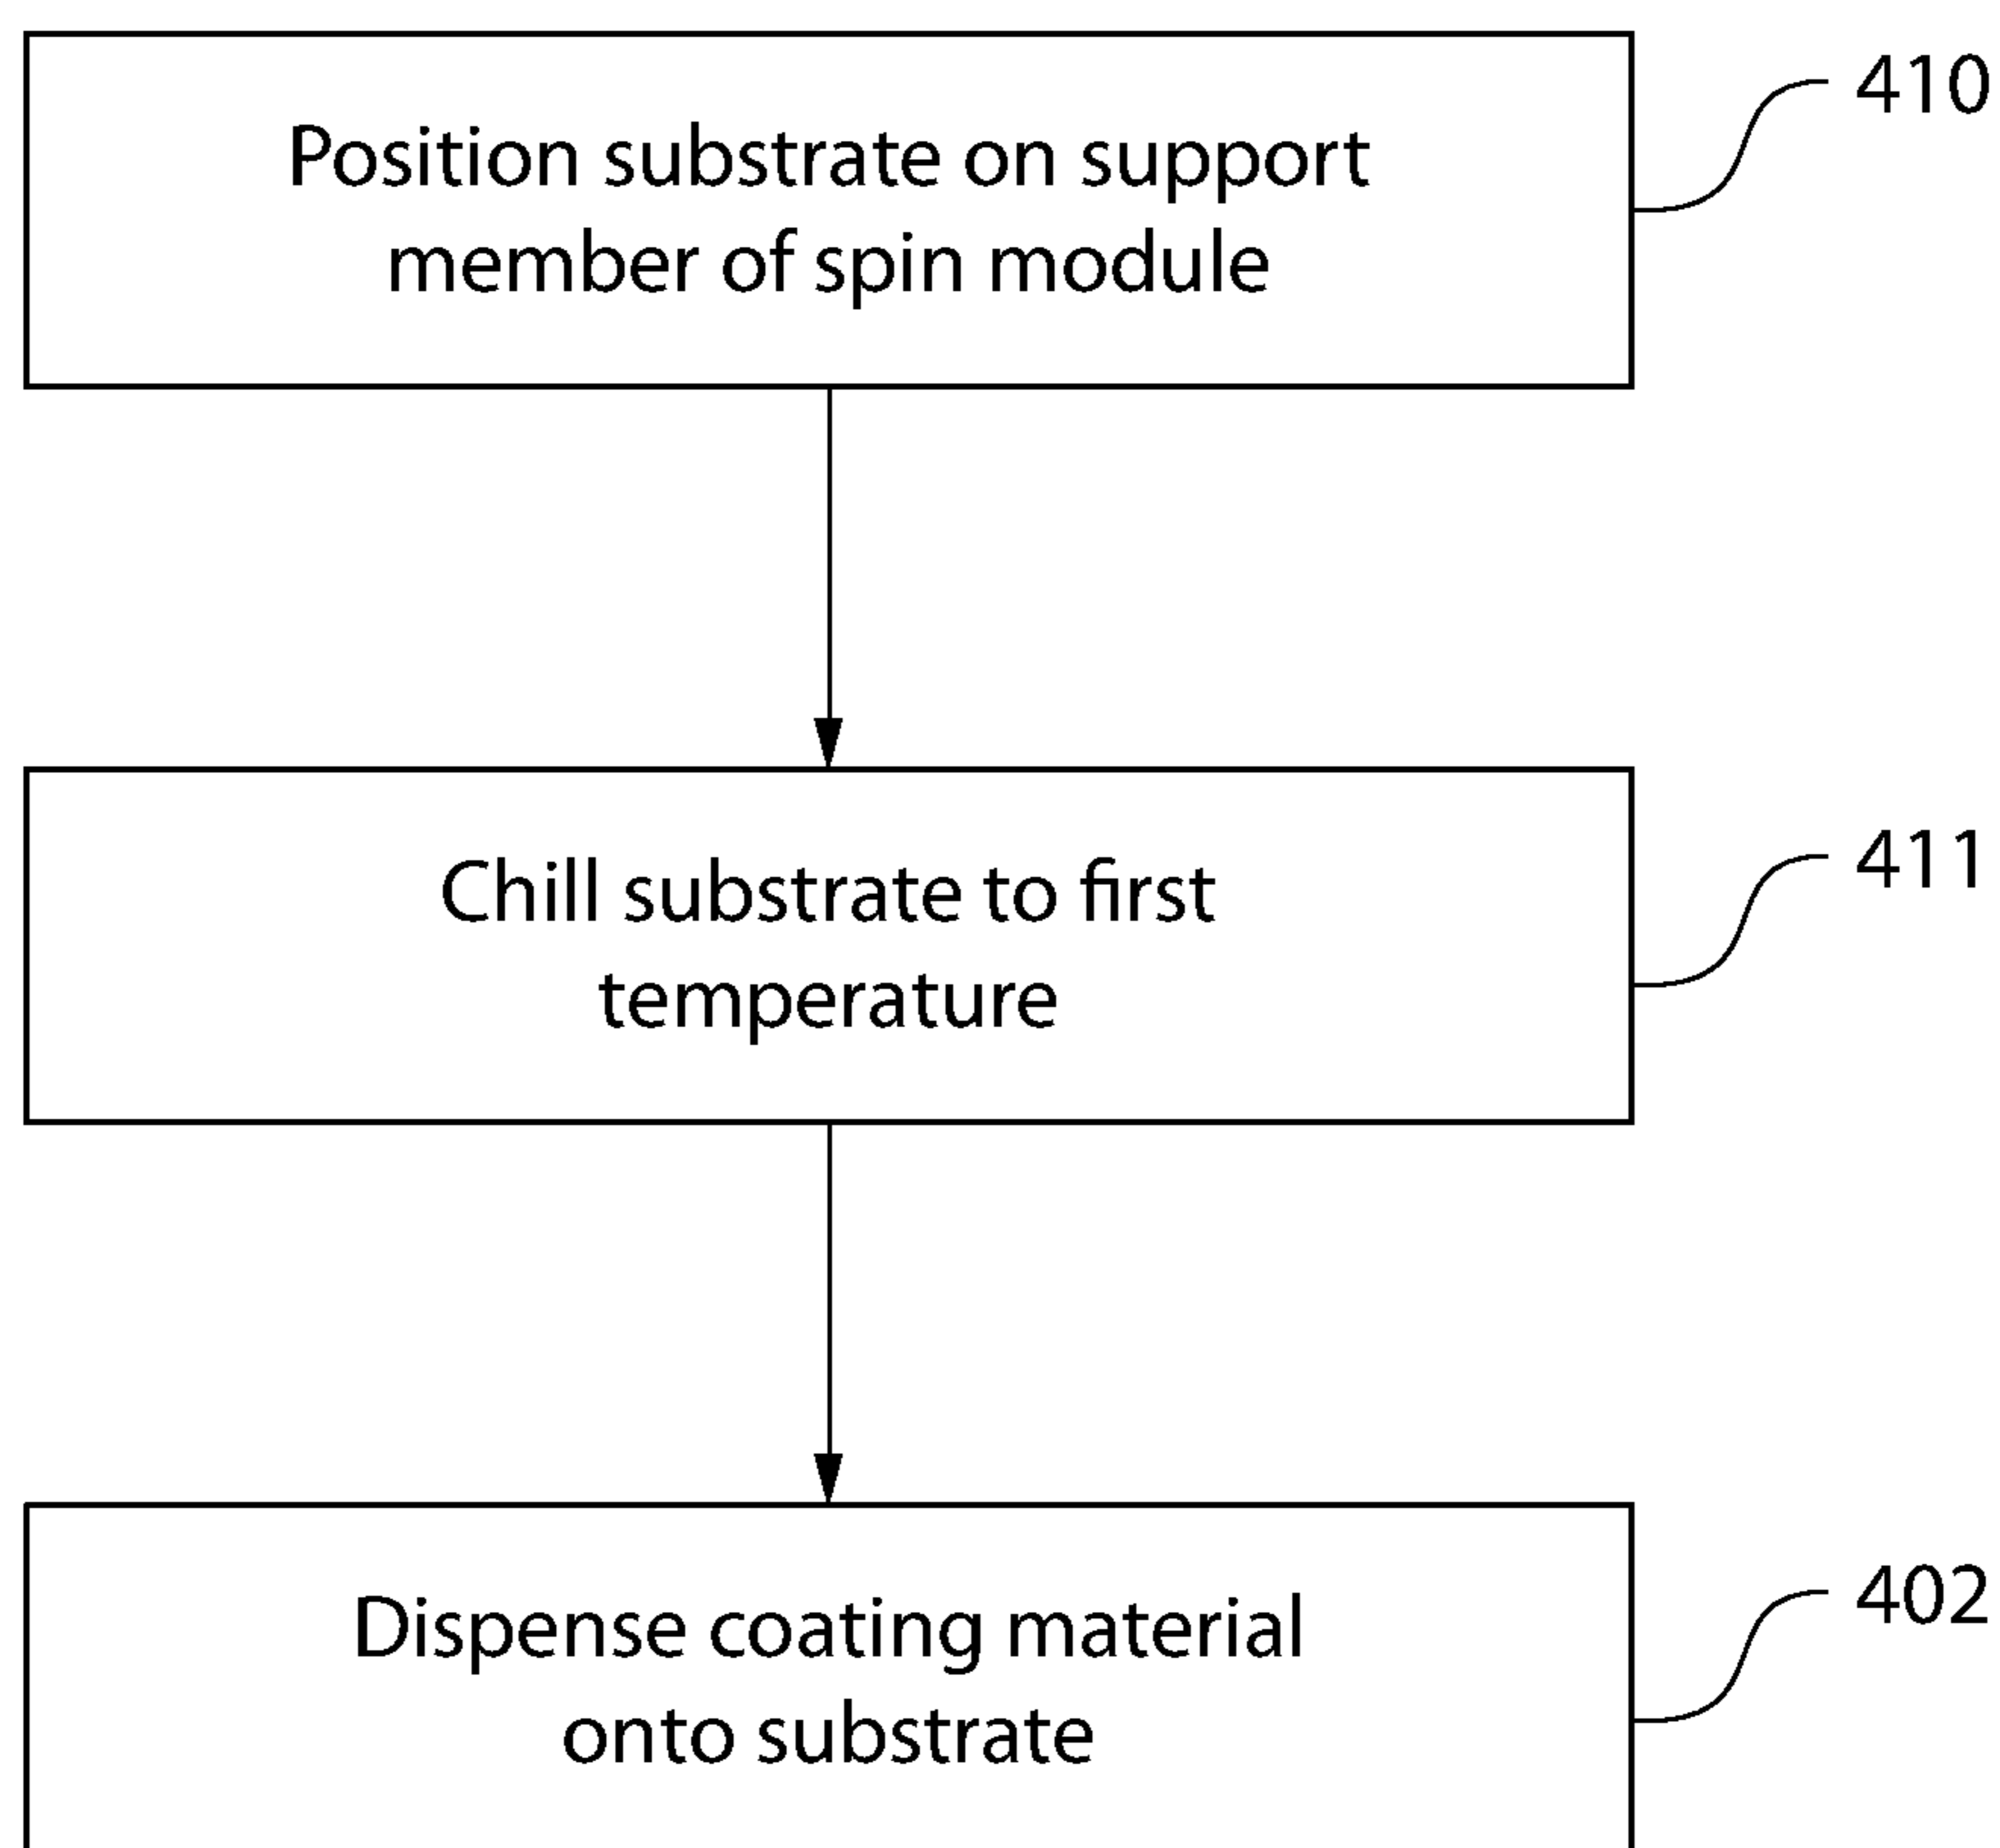 Position substrate on support
member of spin module
410
Chill substrate to first
temperature
411
Dispense coating material
onto substrate
402